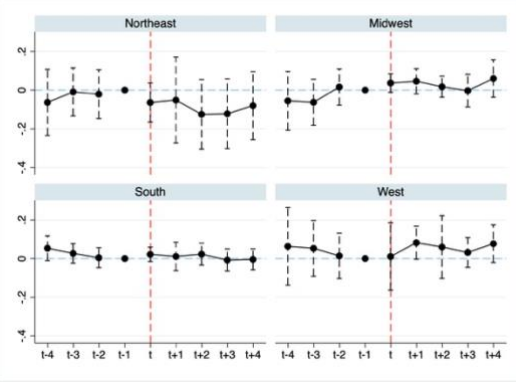 Northeast
Midwest
.2
0
-.2
-.4
South
West
.2
0
-.2
-.4
t-4 t-3 t-2 t-1 t t+1 t+2 t+3 t+4
t-4 t-3 t-2 t-1 t t+1 t+2 t+3 t+4